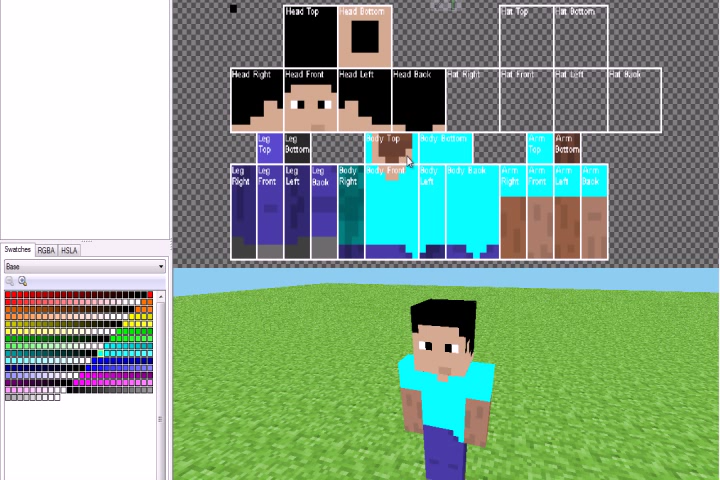 Head Top
Head Bottom
Hat Top
Hat Bottom
Head Right
Head Front
Head Left
Head Back
Hat Right
Hat Front
Hat Left
Hat Back
Leg
Top
Leg
Bottom
Body Top
Body Bottom
Arm
Top
Arm
Bottom
Leg
Right
Leg
Front
Leg
Left
Leg
Back
Body
Right
Body Front
Body
Left
Body Back
Arm
Right
Arm
Front
Arm
Left
Arm
Back
Swatches
RGBA
HSLA
Base